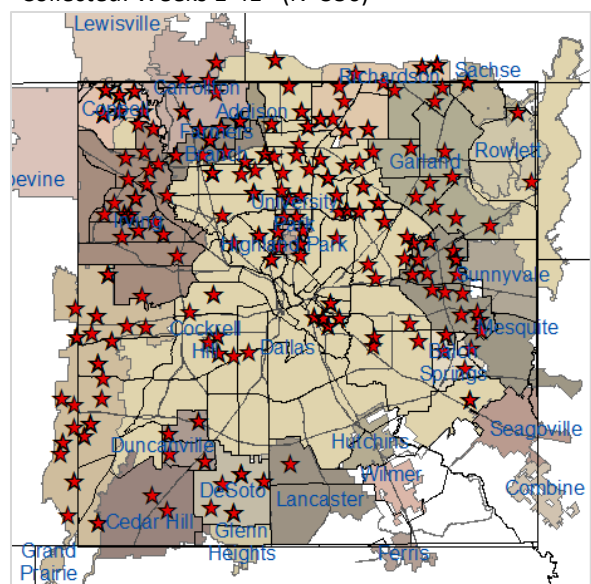 Lewisville
Carrollton
Richardson
Sachse
Coppell
Addison
Farmers
Branch
Garland
Rowlett
Irving
University
Park
Highland Park
Sunnyvale
Cockrell
Hill
Dallas
Mesquite
Balch
Springs
Seagoville
Duncanville
Hutchins
Wilmer
Combine
DeSoto
Lancaster
Cedar Hill
Glenn
Heights
Grand
Prairie
Ferris